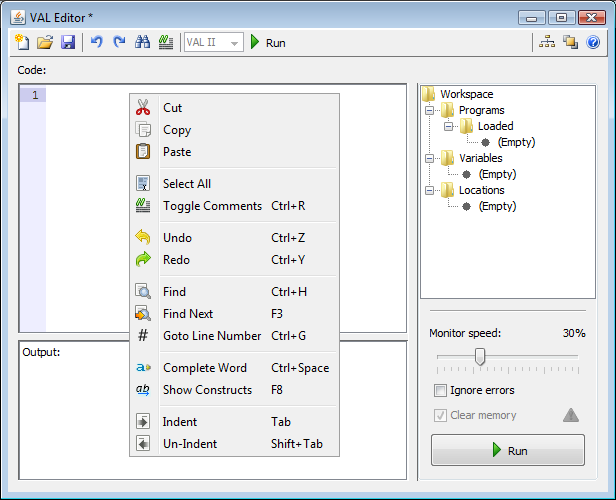 VAL Editor *
VAL II
Run
Code:
1
Cut
Copy
Paste
Select All
Toggle Comments Ctrl+R
Undo Ctrl+Z
Redo Ctrl+Y
Find Ctrl+H
Find Next F3
Goto Line Number Ctrl+G
Complete Word Ctrl+Space
Show Constructs F8
Indent Tab
Un-Indent Shift+Tab
Output:
Workspace
Programs
Loaded
(Empty)
Variables
(Empty)
Locations
(Empty)
Monitor speed: 30%
Ignore errors
Clear memory
Run